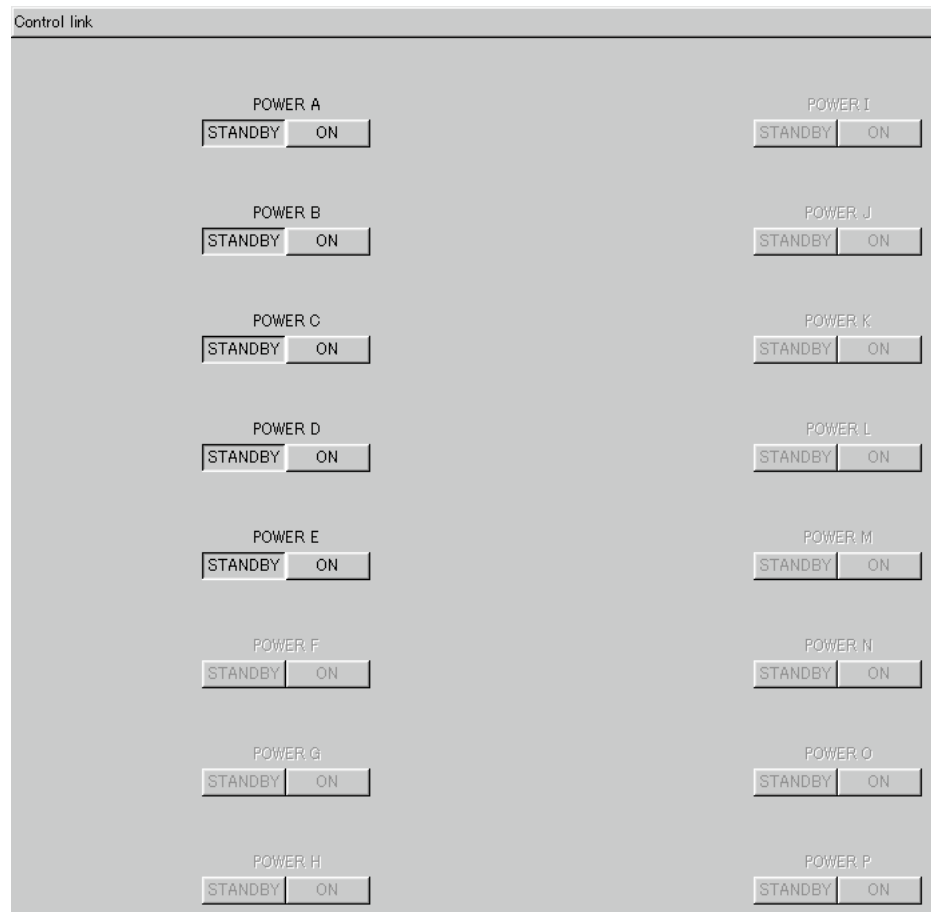 Control link
POWER A
STANDBY ON
POWER B
STANDBY ON
POWER C
STANDBY ON
POWER D
STANDBY ON
POWER E
STANDBY ON
POWER F
STANDBY ON
POWER G
STANDBY ON
POWER H
STANDBY ON
POWER I
STANDBY ON
POWER J
STANDBY ON
POWER K
STANDBY ON
POWER L
STANDBY ON
POWER M
STANDBY ON
POWER N
STANDBY ON
POWER O
STANDBY ON
POWER P
STANDBY ON